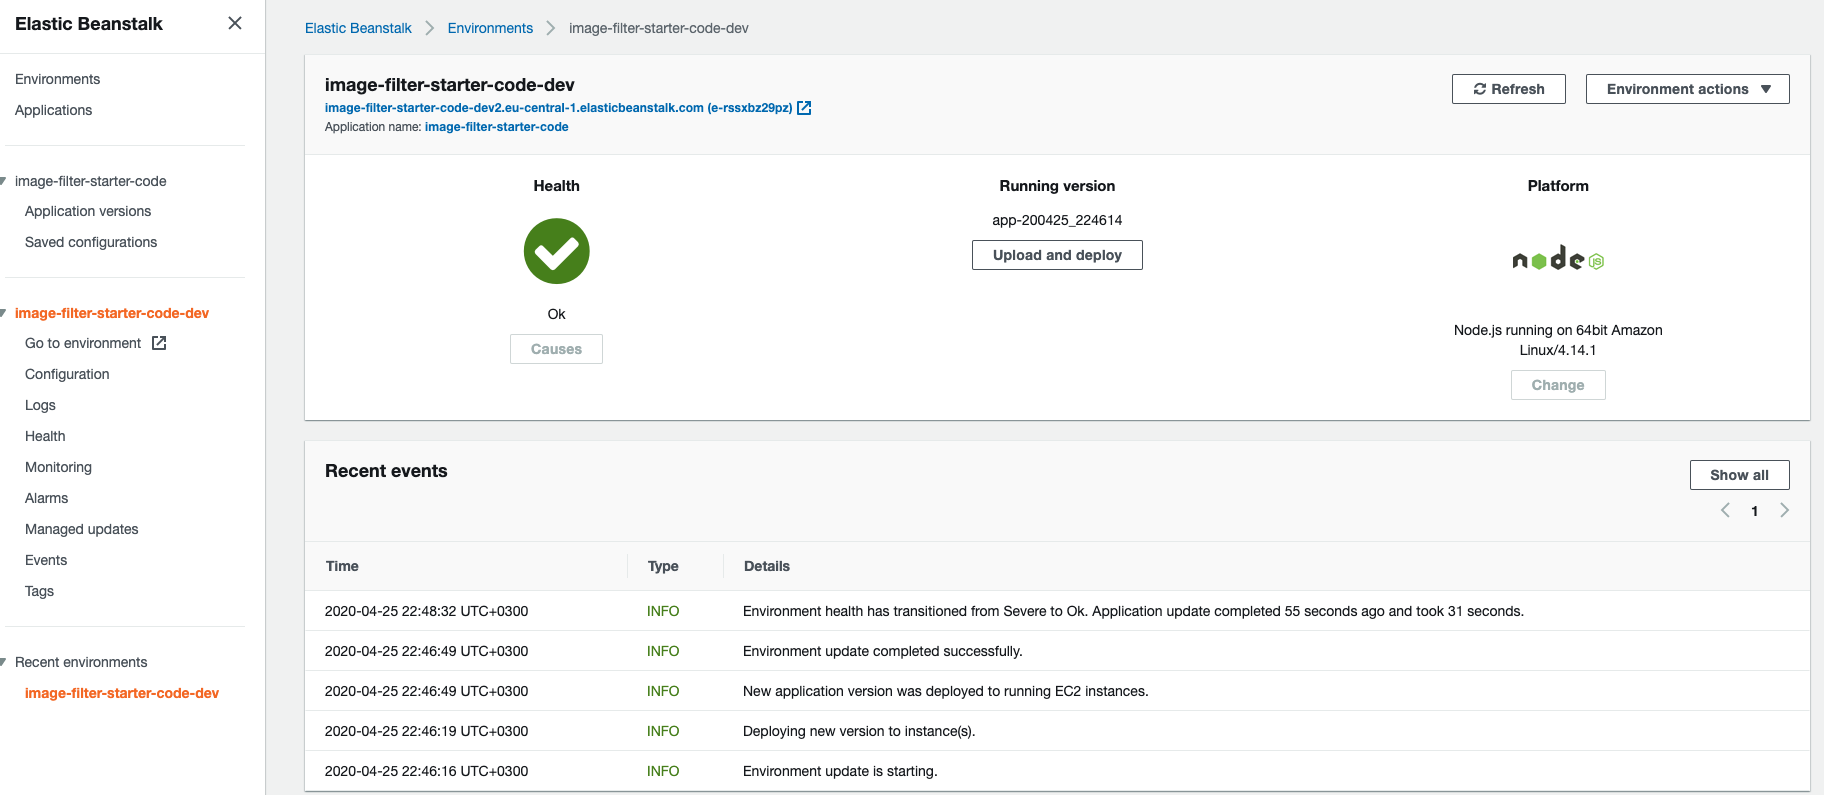 Elastic Beanstalk
Environments
Applications
image-filter-starter-code
Application versions
Saved configurations
image-filter-starter-code-dev
Go to environment
Configuration
Logs
Health
Monitoring
Alarms
Managed updates
Events
Tags
Recent environments
image-filter-starter-code-dev
Elastic Beanstalk > Environments > image-filter-starter-code-dev
image-filter-starter-code-dev
image-filter-starter-code-dev2.eu-central-1.elasticbeanstalk.com (e-rssxbz29pz)
Application name: image-filter-starter-code
Refresh
Environment actions
Health
Ok
Causes
Running version
app-200425_224614
Upload and deploy
Platform
node JS
Node.js running on 64bit Amazon
Linux/4.14.1
Change
Recent events
Show all
1
Time Type Details
2020-04-25 22:48:32 UTC+0300 INFO Environment health has transitioned from Severe to Ok. Application update completed 55 seconds ago and took 31 seconds.
2020-04-25 22:46:49 UTC+0300 INFO Environment update completed successfully.
2020-04-25 22:46:49 UTC+0300 INFO New application version was deployed to running EC2 instances.
2020-04-25 22:46:19 UTC+0300 INFO Deploying new version to instance(s).
2020-04-25 22:46:16 UTC+0300 INFO Environment update is starting.